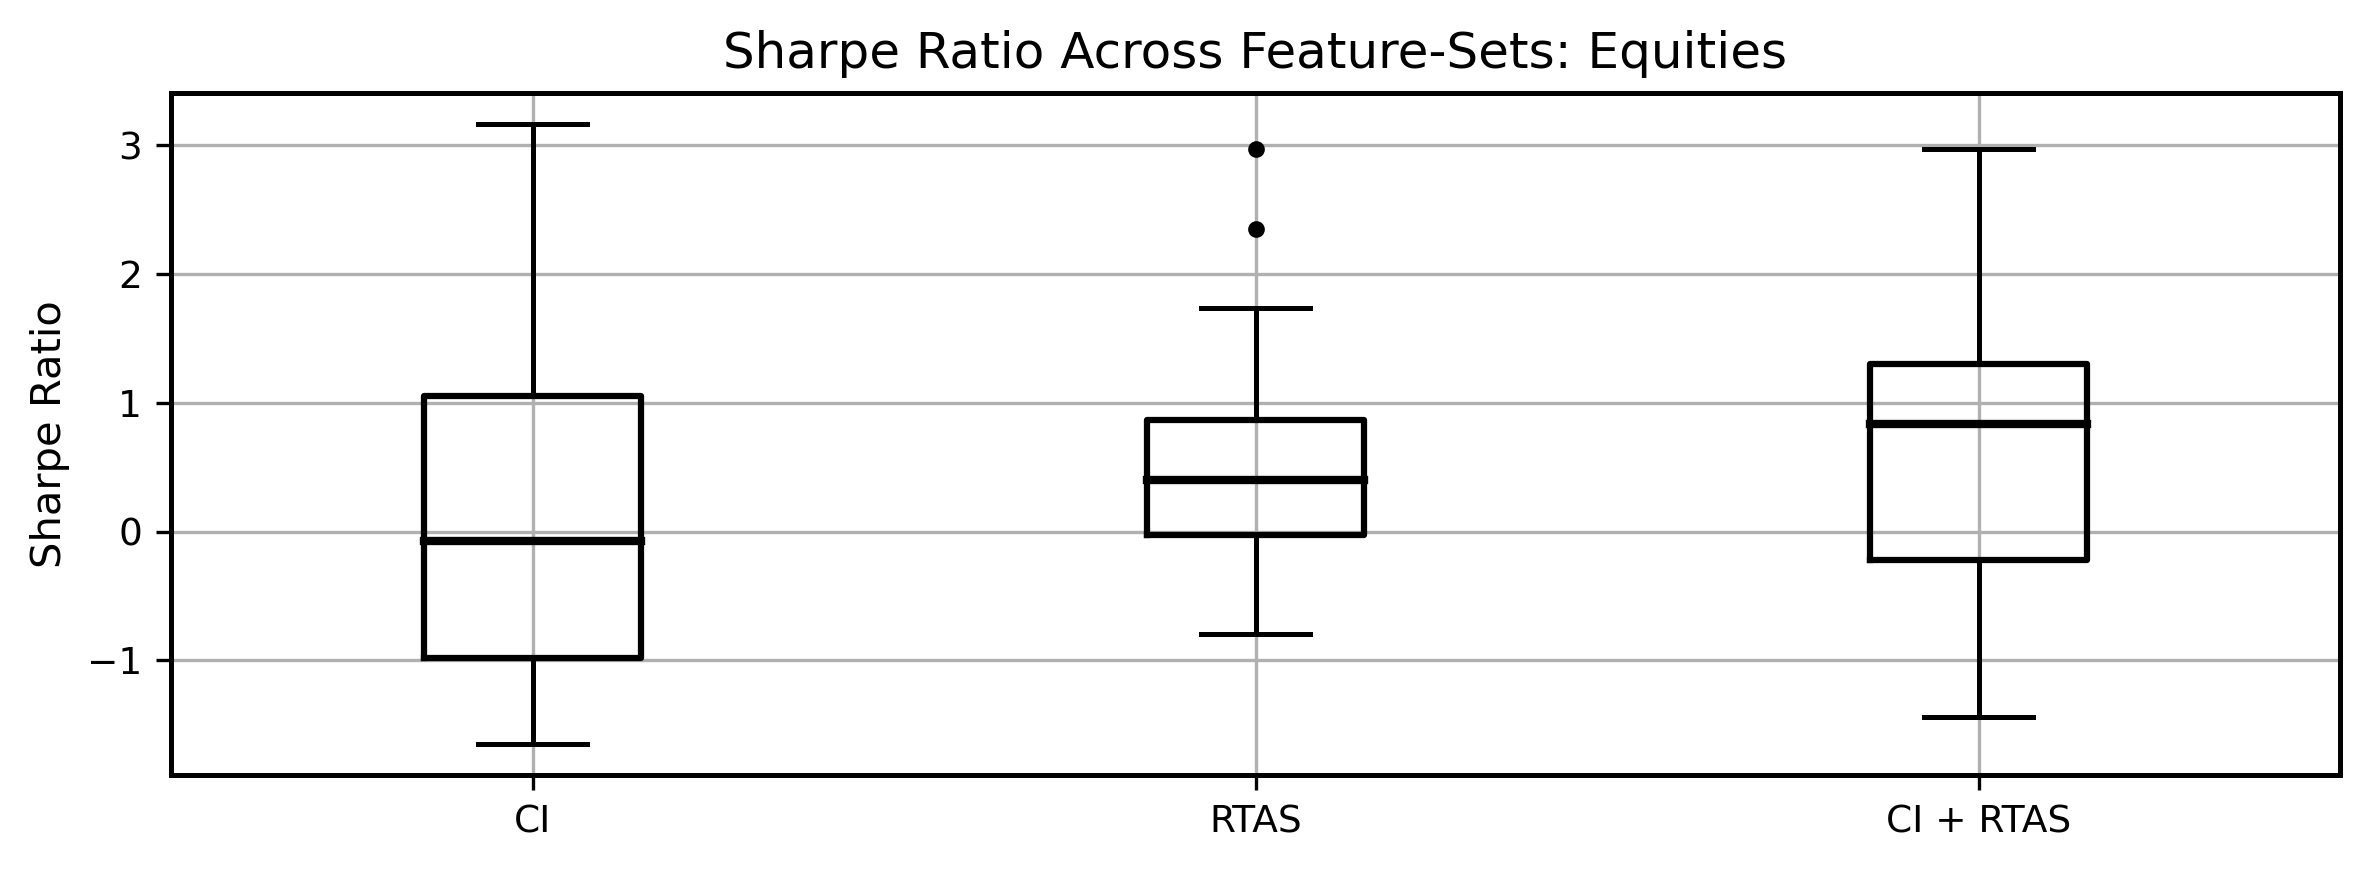 Sharpe Ratio Across Feature-Sets: Equities
Sharpe Ratio
3
2
1
0
−1
CI
RTAS
CI + RTAS